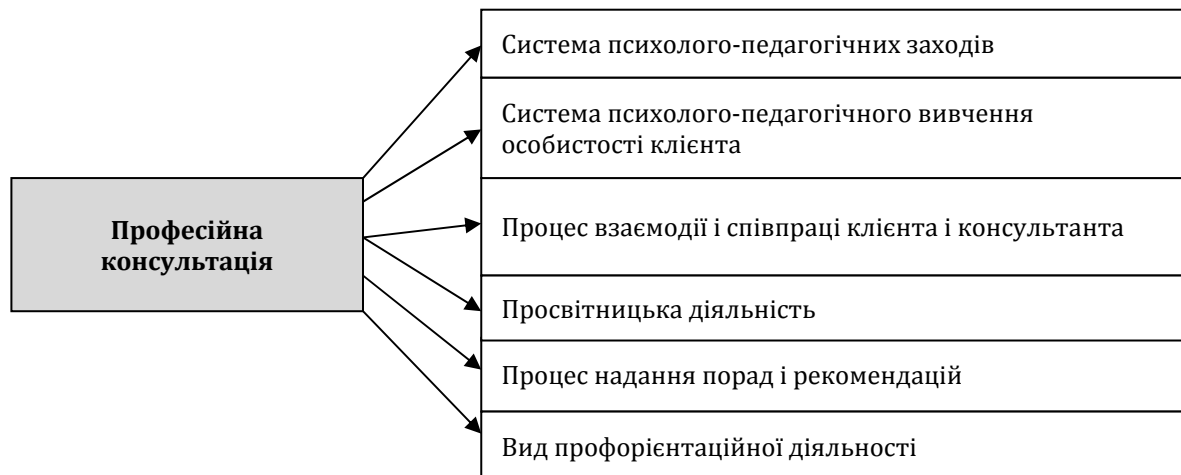 Система психолого-педагогічних заходів
Система психолого-педагогічного вивчення
особистості клієнта
Професійна
консультація
Процес взаємодії і співпраці клієнта і консультанта
Просвітницька діяльність
Процес надання порад і рекомендацій
Вид профорієнтаційної діяльності